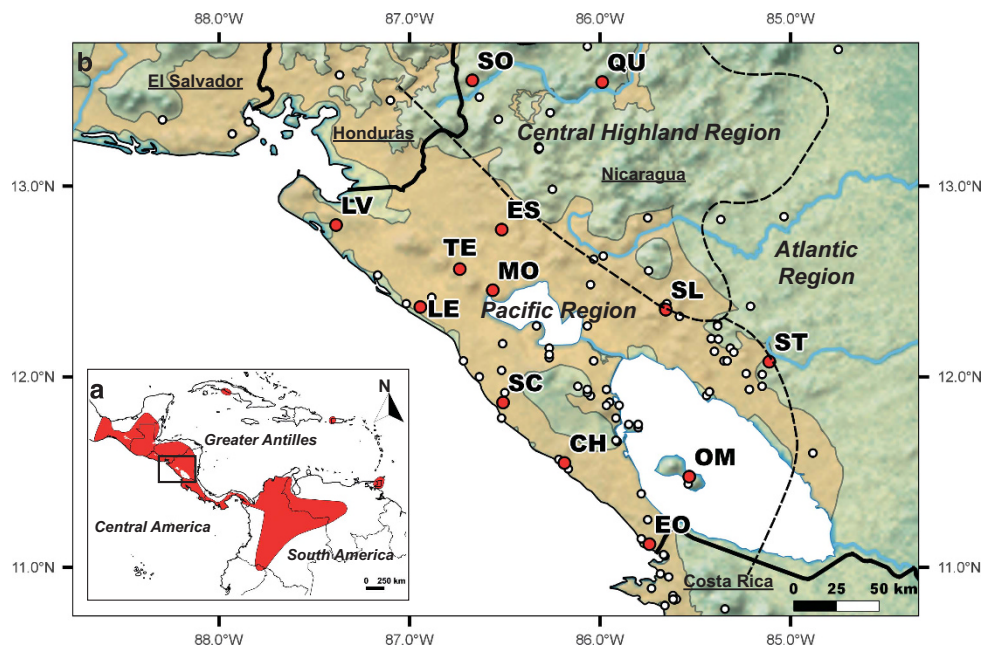 88.0°W 87.0°W 86.0°W 85.0°W
b
SO
QU
El Salvador
Honduras
Central Highland Region
Nicaragua
13.0°N
13.0°N
LV
ES
TE
MO
Atlantic
Region
LE
Pacific Region
SL
ST
12.0°N
12.0°N
SC
CH
OM
EO
11.0°N
11.0°N
Costa Rica
0 25 50 km
a
N
Greater Antilles
Central America
South America
0 250 km
88.0°W 87.0°W 86.0°W 85.0°W